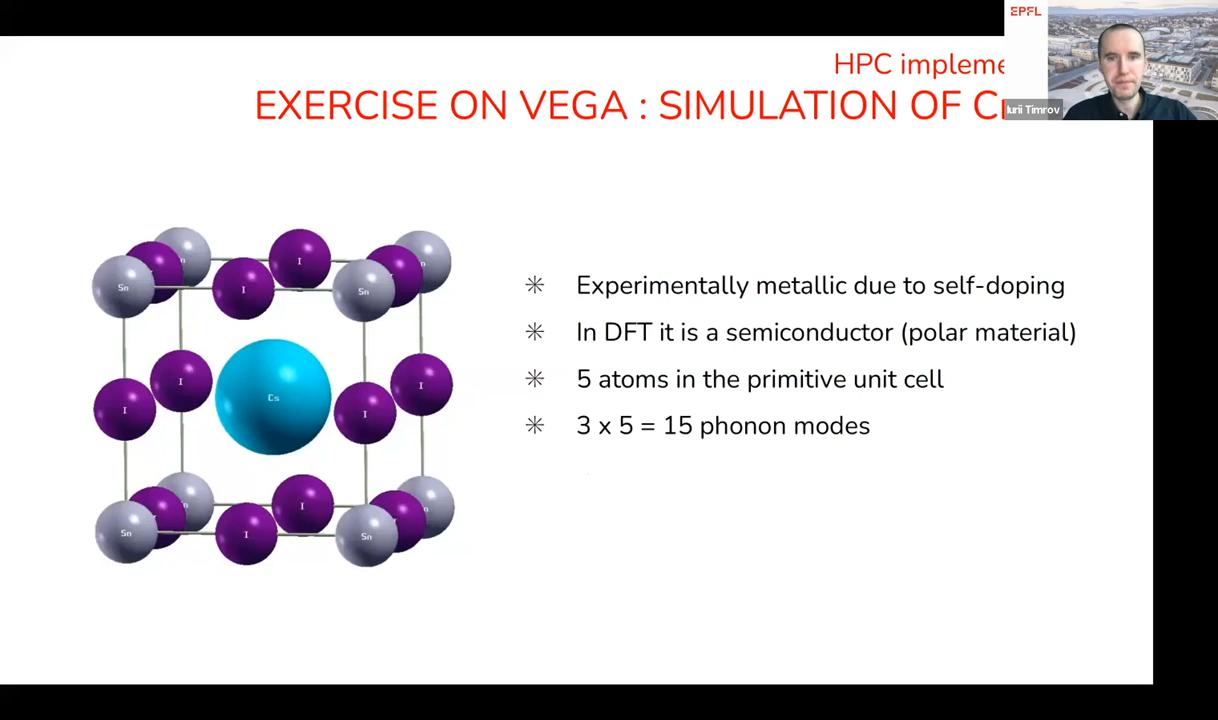 EPFL
HPC impleme
EXERCISE ON VEGA : SIMULATION OF C
Iurii Timrov
I
Sn
I
Sn
Experimentally metallic due to self-doping
In DFT it is a semiconductor (polar material)
5 atoms in the primitive unit cell
3 x 5 = 15 phonon modes
I
I
Cs
I
I
I
Sn
I
Sn